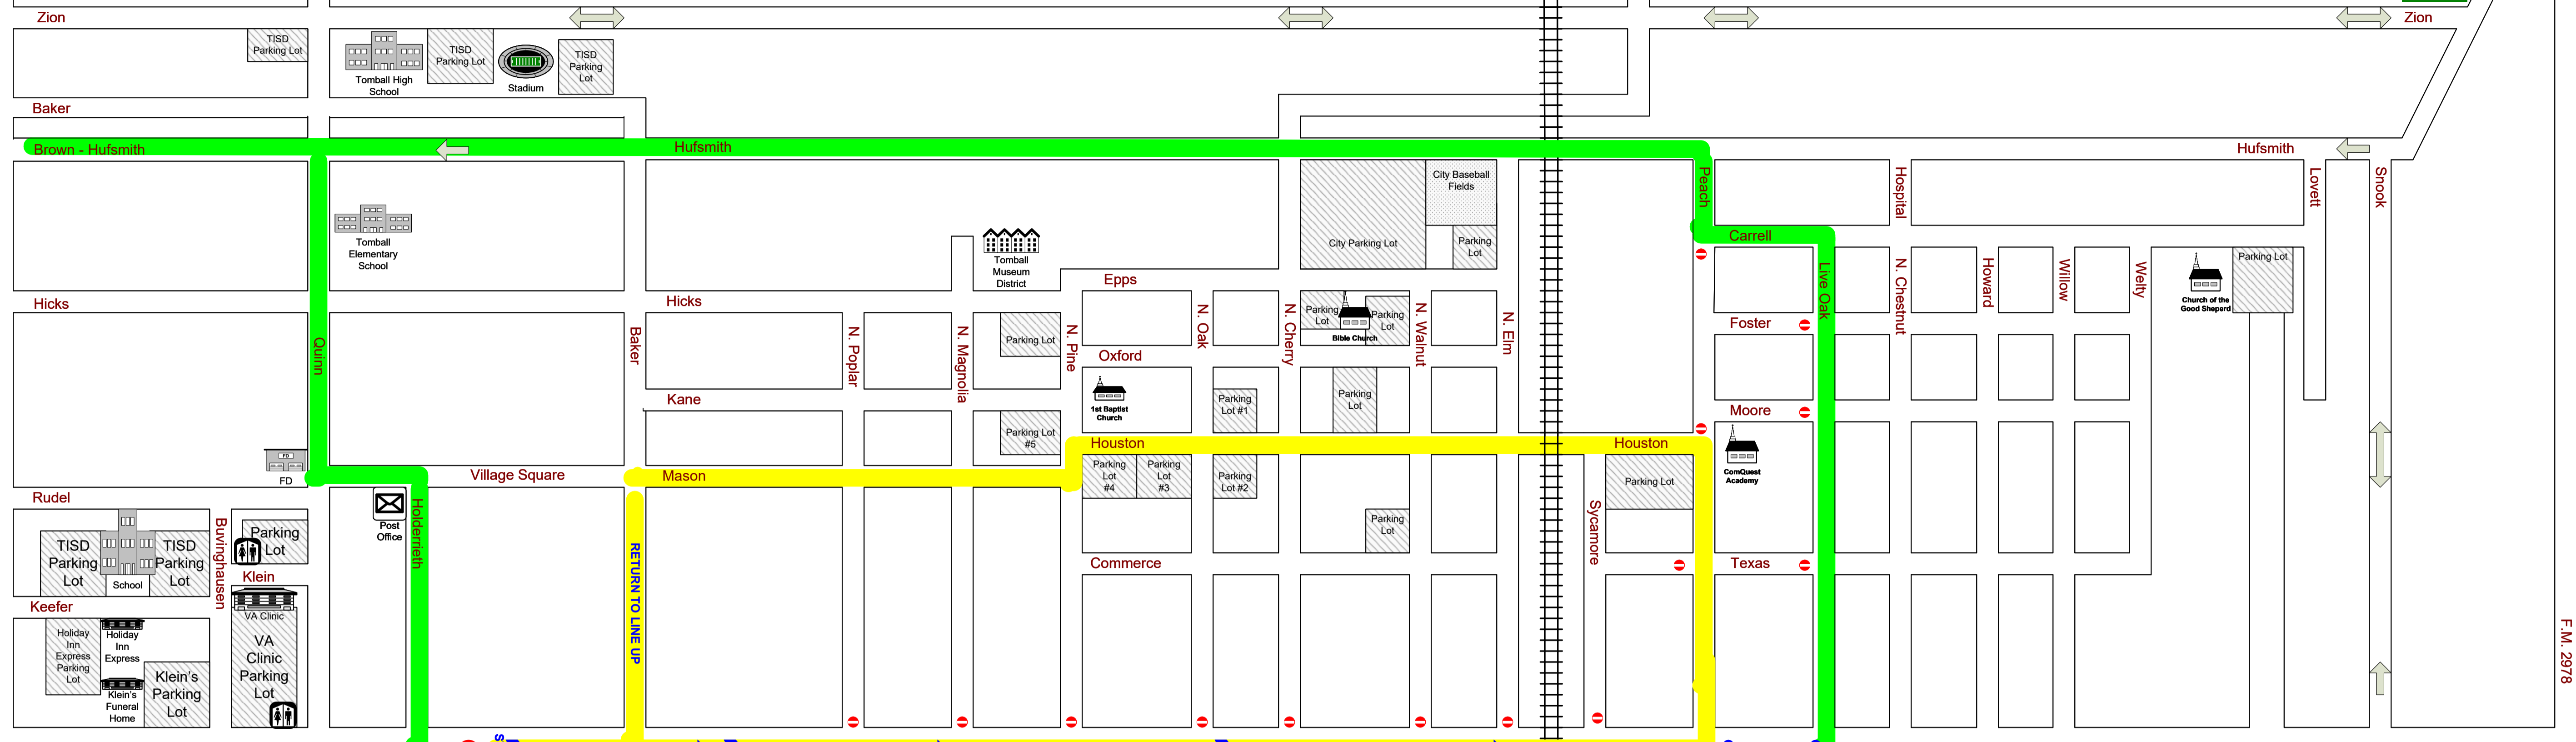 Zion
Zion
TISD
Parking Lot
Tomball High
School
TISD
Parking Lot
Stadium
TISD
Parking
Lot
Baker
Brown - Hufsmith
Hufsmith
Hufsmith
Peach
Hospital
Lovett
Snook
City Baseball
Fields
City Parking Lot
Parking
Lot
Carrell
Tomball
Elementary
School
Tomball
Museum
District
Epps
Live Oak
N. Chestnut
Howard
Willow
Welty
Church of the
Good Sheperd
Parking Lot
Hicks
Hicks
Quinn
Baker
N. Poplar
N. Magnolia
Parking Lot
N. Pine
N. Oak
N. Cherry
Parking
Lot
Parking
Lot
Bible Church
N. Walnut
N. Elm
Foster
Oxford
Kane
1st Baptist
Church
Parking
Lot #1
Parking
Lot
Moore
Parking Lot
#5
Houston
Houston
ComQuest
Academy
FD
FD
Village Square
Mason
Parking
Lot
#4
Parking
Lot
#3
Parking
Lot #2
Parking Lot
Rudel
Post
Office
Holderrieth
Parking
Lot
Sycamore
TISD
Parking
Lot
School
TISD
Parking
Lot
Buvinghausen
Parking
Lot
RETURN TO LINE UP
Commerce
Texas
Klein
Keefer
VA Clinic
VA
Clinic
Parking
Lot
Holiday
Inn
Express
Parking
Lot
Holiday
Inn
Express
Klein's
Funeral
Home
Klein's
Parking
Lot
F.M. 2978